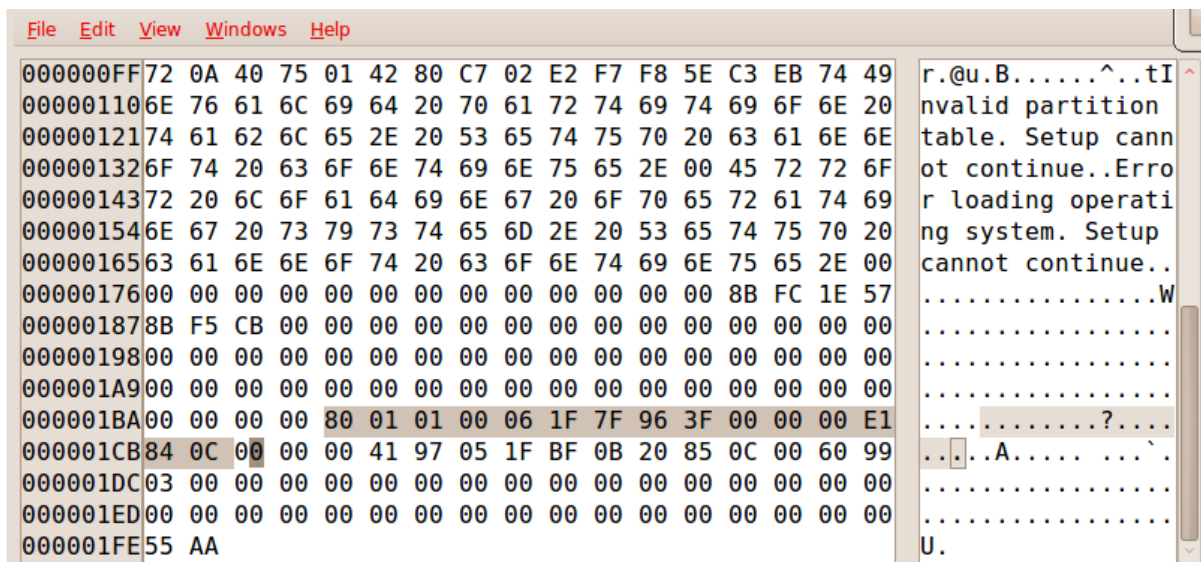 File Edit View Windows Help
000000FF 72 0A 40 75 01 42 80 C7 02 E2 F7 F8 5E C3 EB 74 49 r.@u.B......^..tI
00000110 6E 76 61 6C 69 64 20 70 61 72 74 69 74 69 6F 6E 20 nvalid partition
00000121 74 61 62 6C 65 2E 20 53 65 74 75 70 20 63 61 6E 6E table. Setup cann
00000132 6F 74 20 63 6F 6E 74 69 6E 75 65 2E 00 45 72 72 6F ot continue..Erro
00000143 72 20 6C 6F 61 64 69 6E 67 20 6F 70 65 72 61 74 69 r loading operati
00000154 6E 67 20 73 79 73 74 65 6D 2E 20 53 65 74 75 70 20 ng system. Setup
00000165 63 61 6E 6E 6F 74 20 63 6F 6E 74 69 6E 75 65 2E 00 cannot continue..
00000176 00 00 00 00 00 00 00 00 00 00 00 00 00 8B FC 1E 57 ................W
00000187 8B F5 CB 00 00 00 00 00 00 00 00 00 00 00 00 00 00 .................
00000198 00 00 00 00 00 00 00 00 00 00 00 00 00 00 00 00 00 .................
000001A9 00 00 00 00 00 00 00 00 00 00 00 00 00 00 00 00 00 .................
000001BA 00 00 00 00 80 01 01 00 06 1F 7F 96 3F 00 00 00 E1 ............?....
000001CB 84 0C 00 00 00 41 97 05 1F BF 0B 20 85 0C 00 60 99 .....A..... ...`.
000001DC 03 00 00 00 00 00 00 00 00 00 00 00 00 00 00 00 00 .................
000001ED 00 00 00 00 00 00 00 00 00 00 00 00 00 00 00 00 00 .................
000001FE 55 AA U.